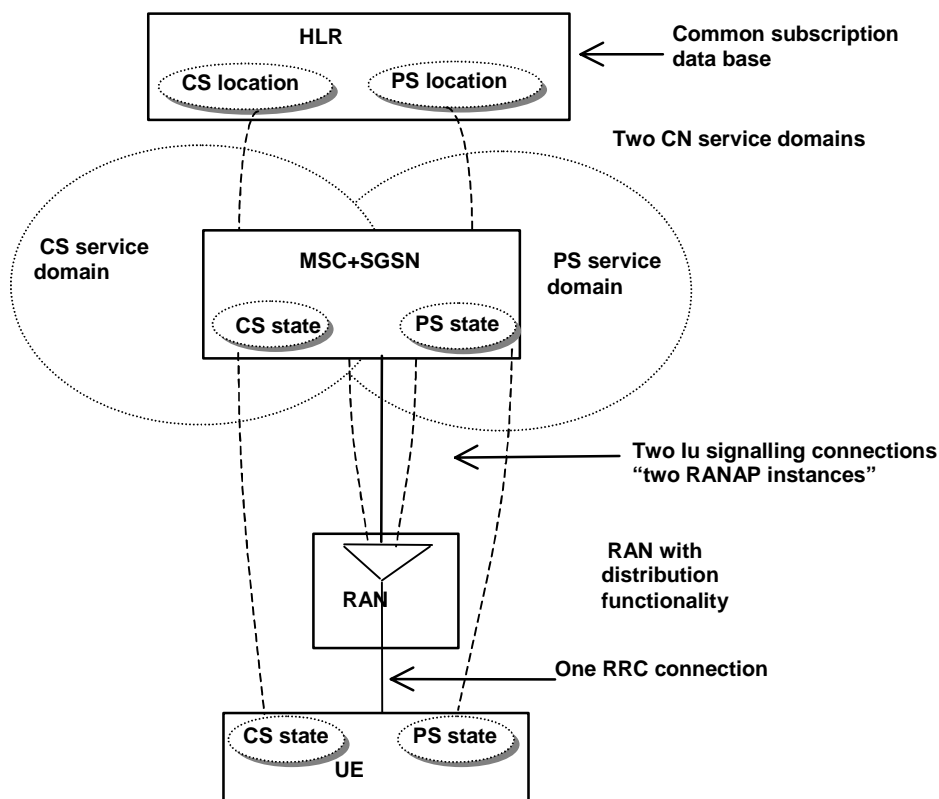 HLR
CS location
PS location
Common subscription
data base
Two CN service domains
CS service
domain
MSC+SGSN
PS service
domain
CS state
PS state
Two Iu signalling connections
“two RANAP instances”
RAN with
distribution
functionality
RAN
One RRC connection
CS state
PS state
UE